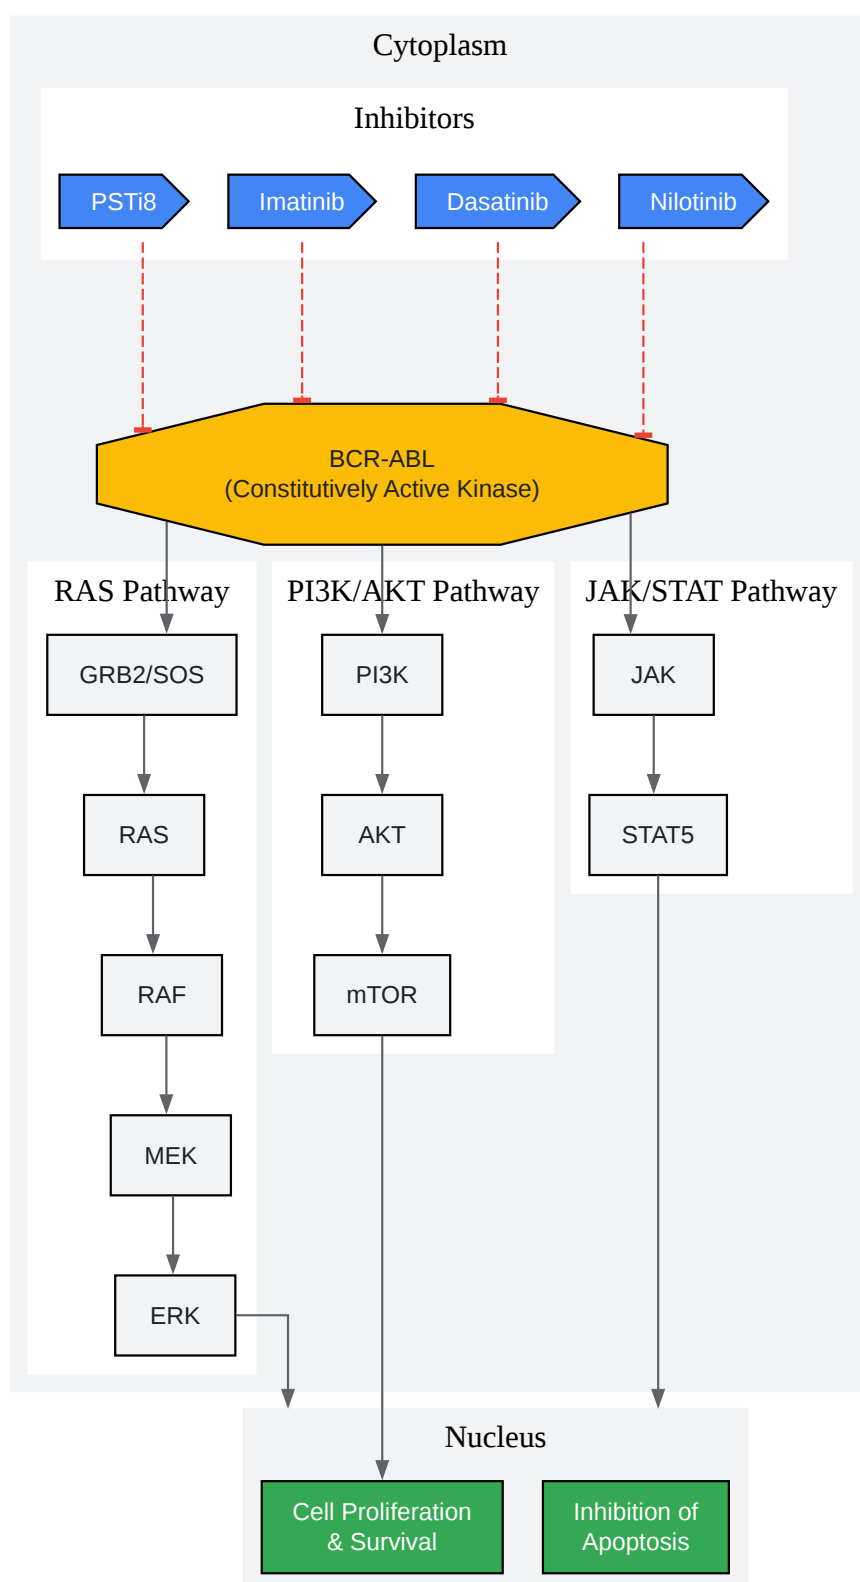 Cytoplasm
Inhibitors
PSTi8
Imatinib
Dasatinib
Nilotinib
BCR-ABL
(Constitutively Active Kinase)
RAS Pathway
PI3K/AKT Pathway
JAK/STAT Pathway
GRB2/SOS
PI3K
JAK
RAS
AKT
STAT5
RAF
mTOR
MEK
ERK
Nucleus
Cell Proliferation
& Survival
Inhibition of
Apoptosis